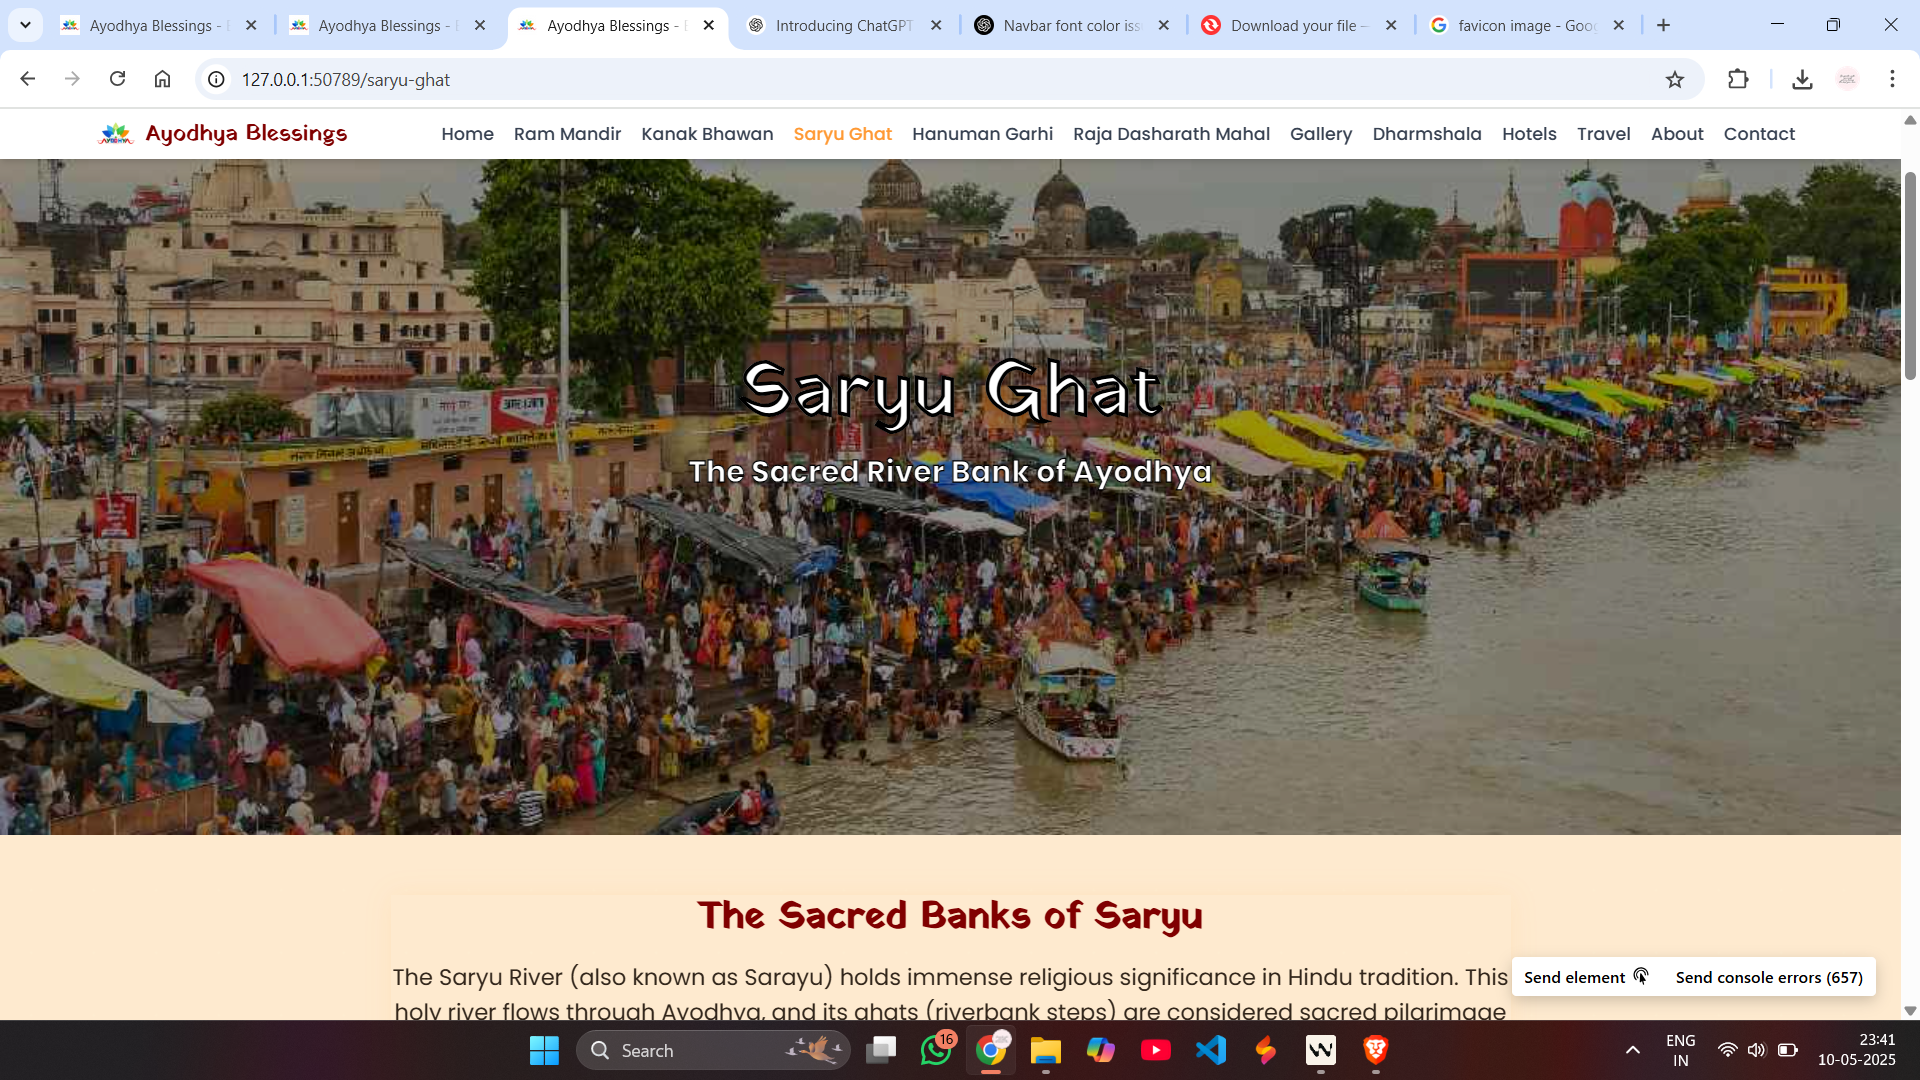 Ayodhya Blessings -
Ayodhya Blessings -
Ayodhya Blessings -
Introducing ChatGPT
Navbar font color iss
Download your file –
favicon image - Goog
127.0.0.1:50789/saryu-ghat
Ayodhya Blessings
Home Ram Mandir Kanak Bhawan Saryu Ghat Hanuman Garhi Raja Dasharath Mahal Gallery Dharmshala Hotels Travel About Contact
Saryu Ghat
The Sacred River Bank of Ayodhya
The Sacred Banks of Saryu
The Saryu River (also known as Sarayu) holds immense religious significance in Hindu tradition. This
holy river flows through Ayodhya, and its ghats (riverbank steps) are considered sacred pilgrimage
Send element
Send console errors (657)
Search
16
ENG
IN
23:41
10-05-2025